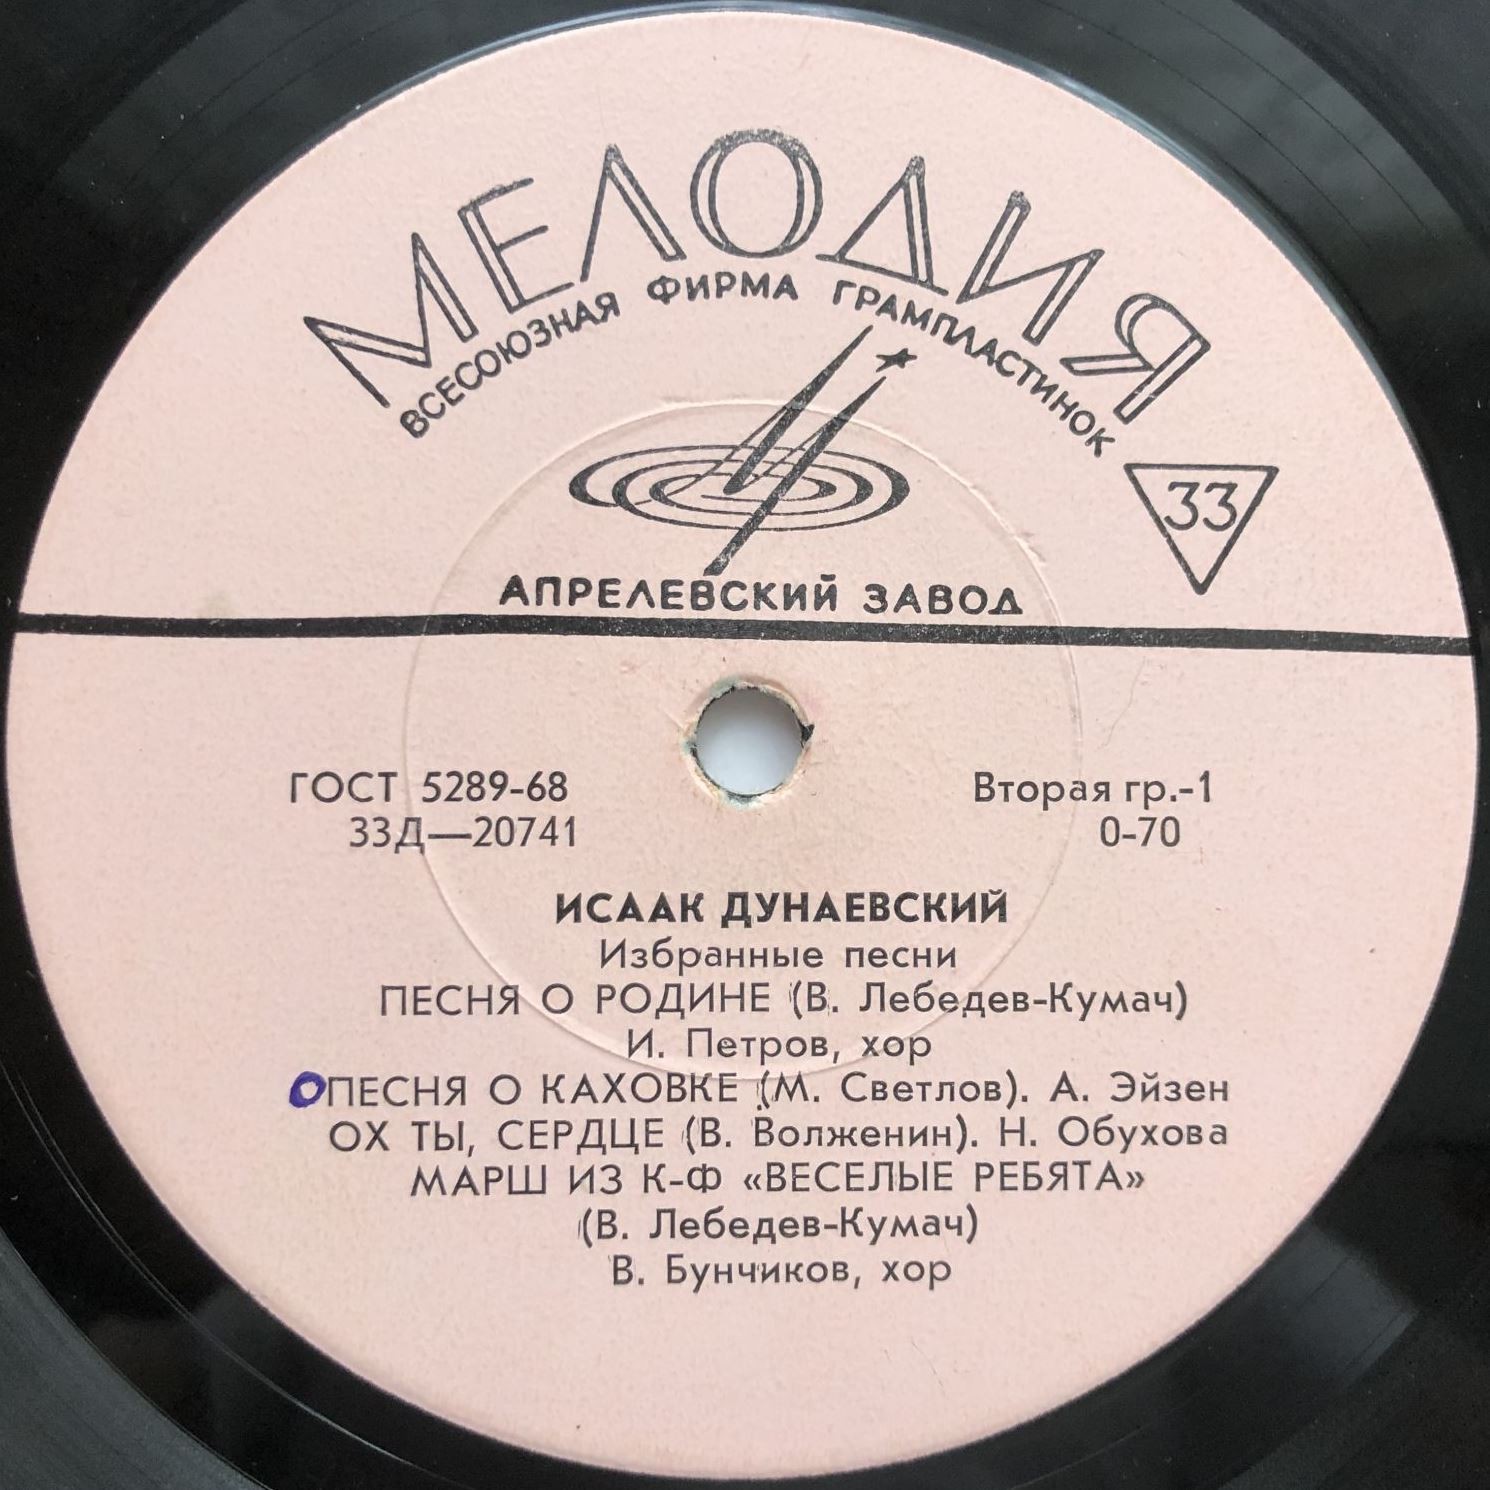 МЕЛОДИЯ
ВСЕСОЮЗНАЯ ФИРМА ГРАМПЛАСТИНОК
33
АПРЕЛЕВСКИЙ ЗАВОД
ГОСТ 5289-68
Вторая гр.-1
33Д—20741
0-70
ИСААК ДУНАЕВСКИЙ
Избранные песни
ПЕСНЯ О РОДИНЕ (В. Лебедев-Кумач)
И. Петров, хор
ПЕСНЯ О КАХОВКЕ (М. Светлов). А. Эйзен
ОХ ТЫ, СЕРДЦЕ (В. Волженин). Н. Обухова
МАРШ ИЗ К-Ф «ВЕСЕЛЫЕ РЕБЯТА»
(В. Лебедев-Кумач)
В. Бунчиков, хор